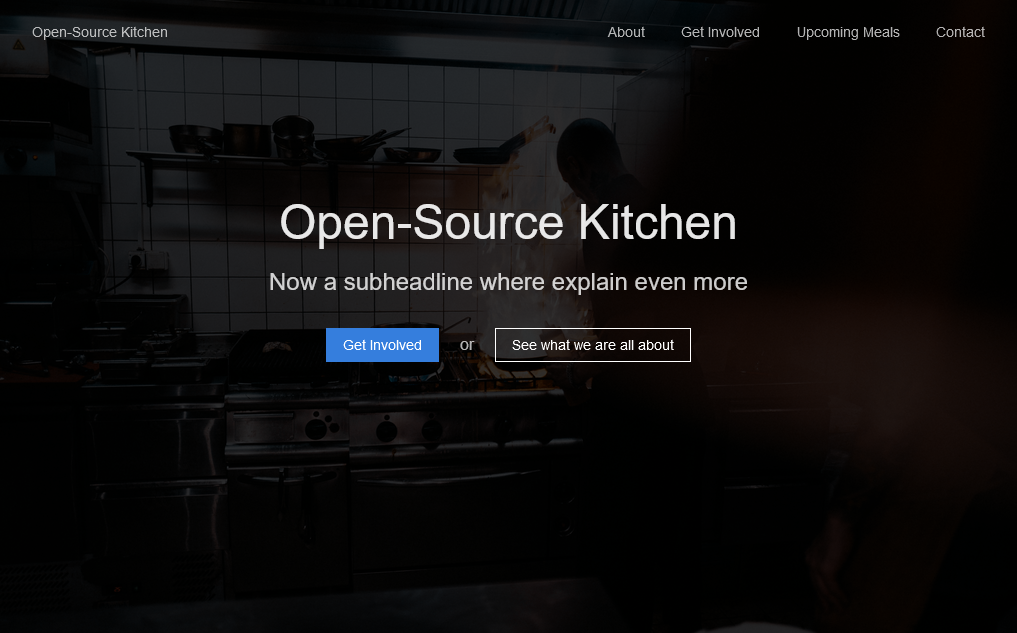 Open-Source Kitchen
About Get Involved Upcoming Meals Contact
Open-Source Kitchen
Now a subheadline where explain even more
Get Involved or See what we are all about